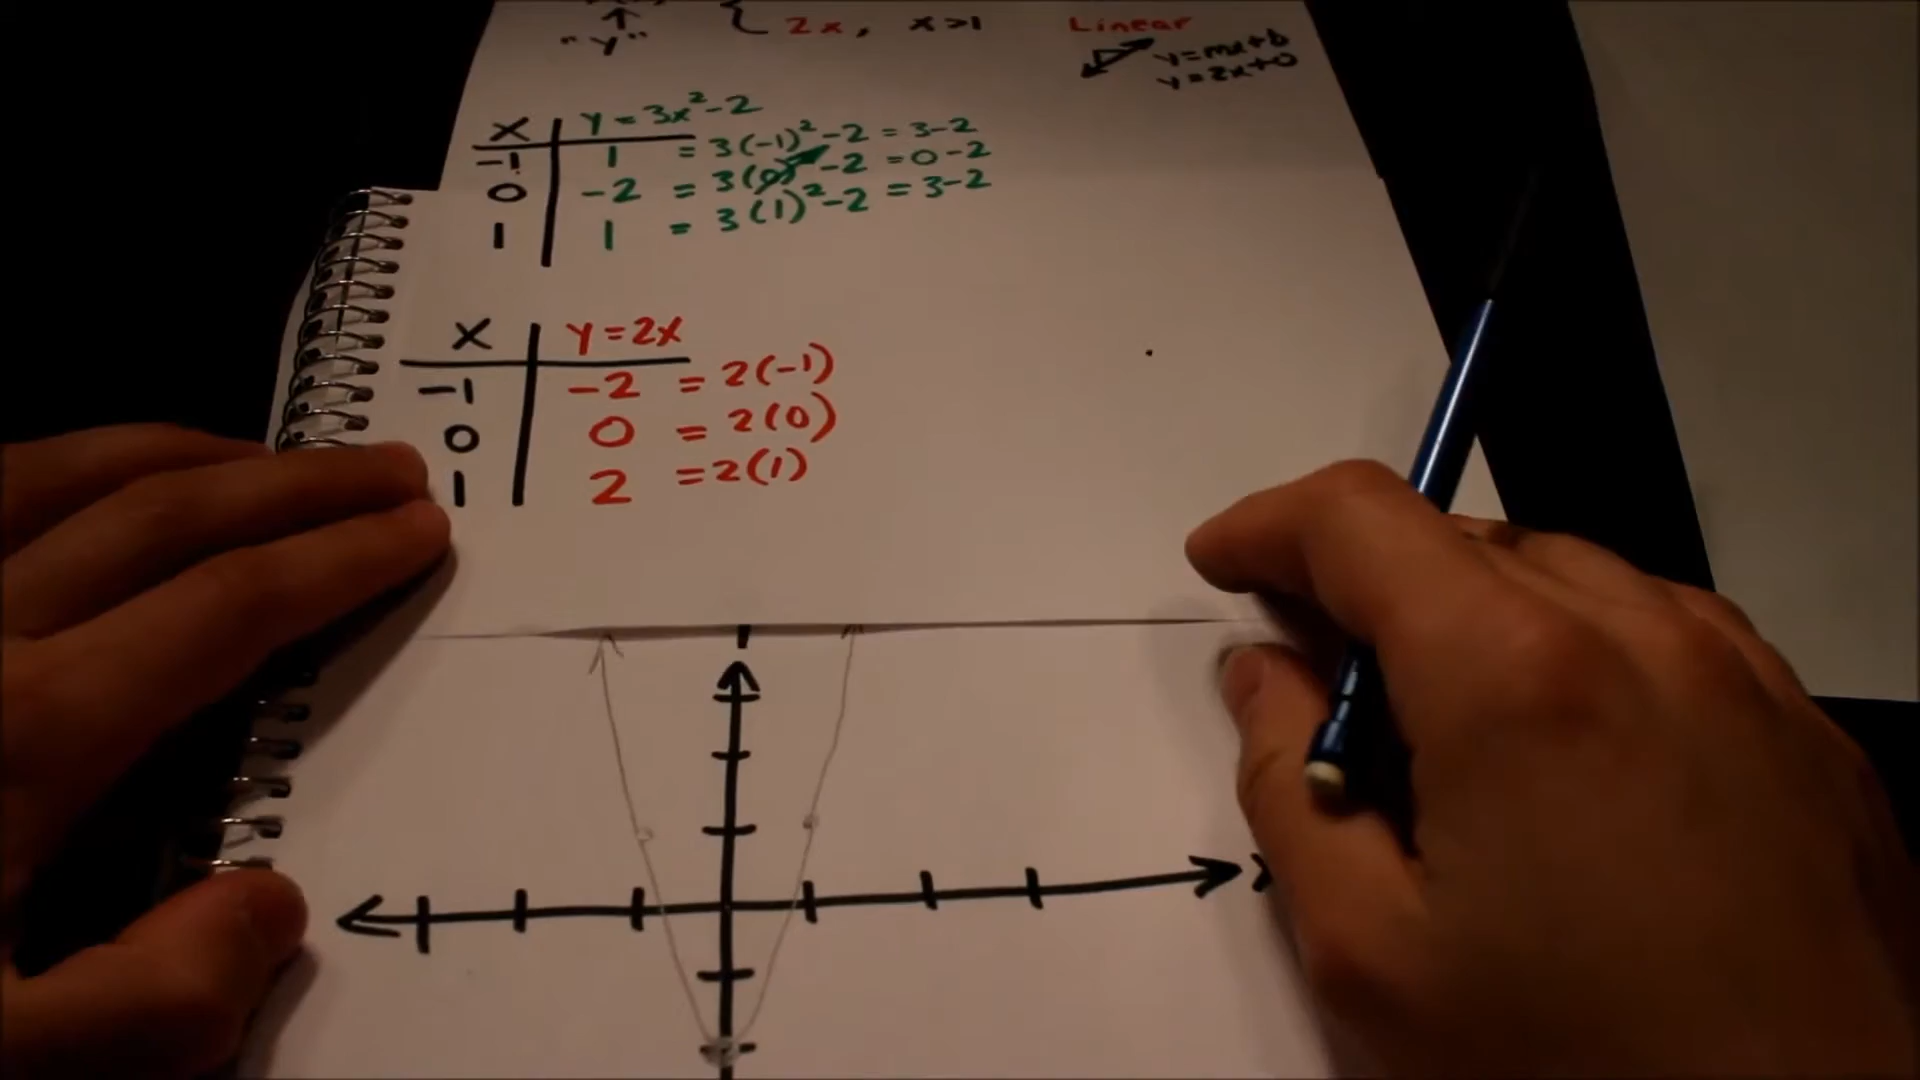 2x, x>1 Linear
"y"
y=mx+b
y=2x+0
x y=3x²-2
-1 1 = 3(-1)²-2 = 3-2
0 -2 = 3(0)²-2 = 0-2
1 1 = 3(1)²-2 = 3-2
x y=2x
-1 -2 = 2(-1)
0 0 = 2(0)
1 2 = 2(1)